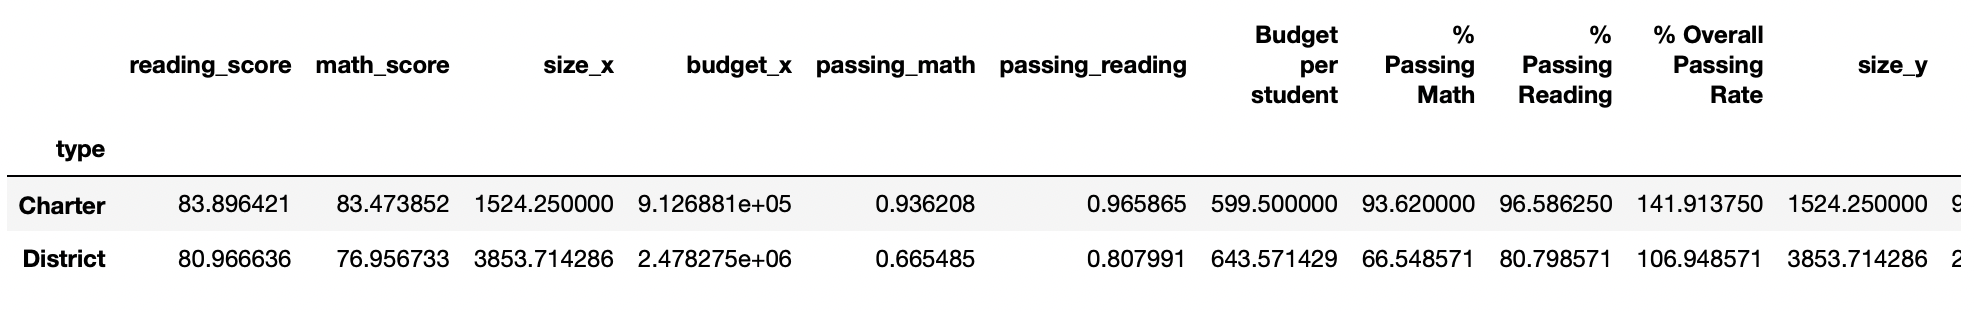 Budget % % % Overall
reading_score math_score size_x budget_x passing_math passing_reading per Passing Passing Passing size_y
student Math Reading Rate
type
Charter 83.896421 83.473852 1524.250000 9.126881e+05 0.936208 0.965865 599.500000 93.620000 96.586250 141.913750 1524.250000 9
District 80.966636 76.956733 3853.714286 2.478275e+06 0.665485 0.807991 643.571429 66.548571 80.798571 106.948571 3853.714286 2